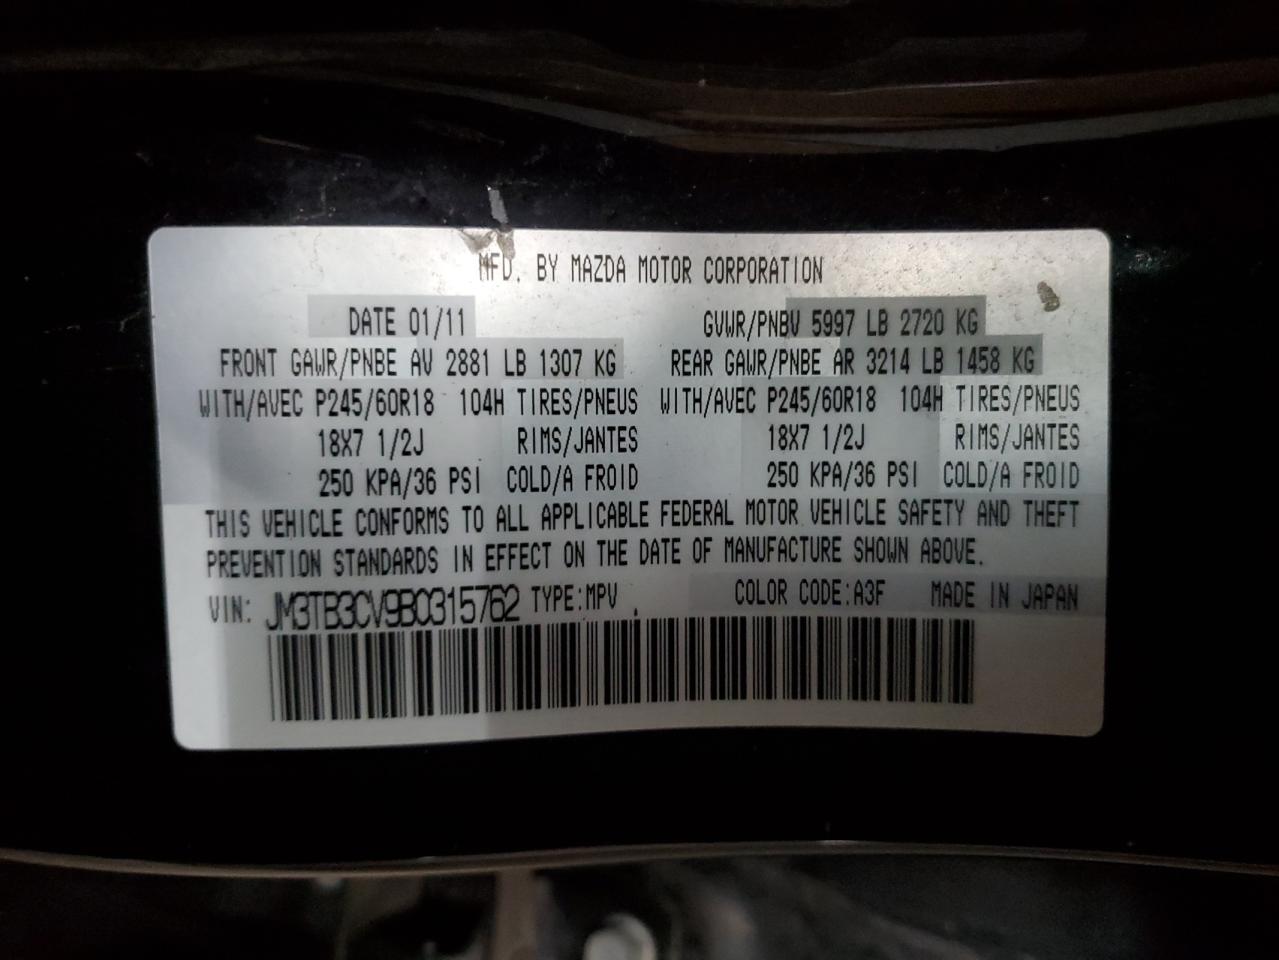 MFD. BY MAZDA MOTOR CORPORATION
DATE 01/11 GVWR/PNBV 5997 LB 2720 KG
FRONT GAWR/PNBE AV 2881 LB 1307 KG REAR GAWR/PNBE AR 3214 LB 1458 KG
WITH/AVEC P245/60R18 104H TIRES/PNEUS WITH/AVEC P245/60R18 104H TIRES/PNEUS
18X7 1/2J RIMS/JANTES 18X7 1/2J RIMS/JANTES
250 KPA/36 PSI COLD/A FROID 250 KPA/36 PSI COLD/A FROID
THIS VEHICLE CONFORMS TO ALL APPLICABLE FEDERAL MOTOR VEHICLE SAFETY AND THEFT
PREVENTION STANDARDS IN EFFECT ON THE DATE OF MANUFACTURE SHOWN ABOVE.
VIN: JM3TB3CV9B0315762 TYPE:MPV COLOR CODE:A3F MADE IN JAPAN